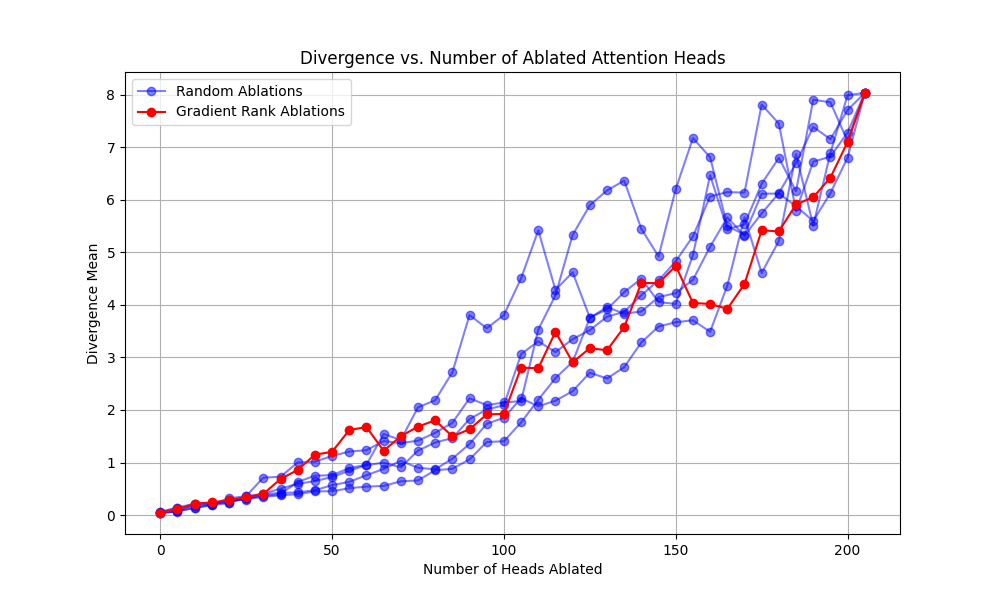 Divergence vs. Number of Ablated Attention Heads
Random Ablations
Gradient Rank Ablations
Divergence Mean
8
7
6
5
4
3
2
1
0
0 50 100 150 200
Number of Heads Ablated